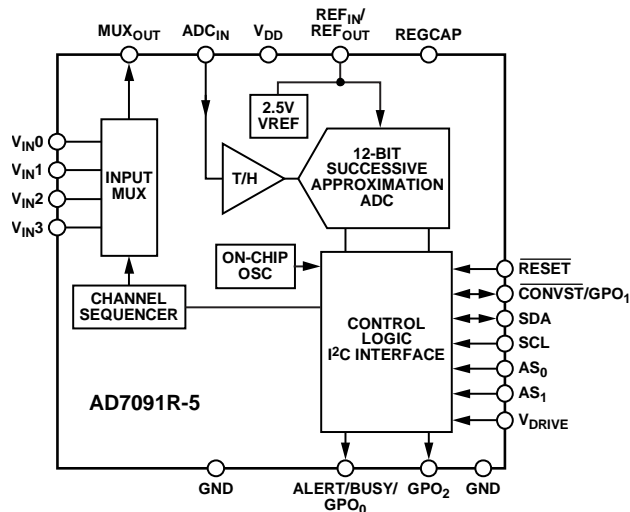 MUXOUT
ADCIN
VDD
REFIN/
REFOUT
REGCAP
2.5V
VREF
VIN0
VIN1
VIN2
VIN3
INPUT
MUX
T/H
12-BIT
SUCCESSIVE
APPROXIMATION
ADC
ON-CHIP
OSC
CHANNEL
SEQUENCER
CONTROL
LOGIC
I2C INTERFACE
RESET
CONVST/GPO1
SDA
SCL
AS0
AS1
VDRIVE
AD7091R-5
GND
ALERT/BUSY/
GPO0
GPO2
GND